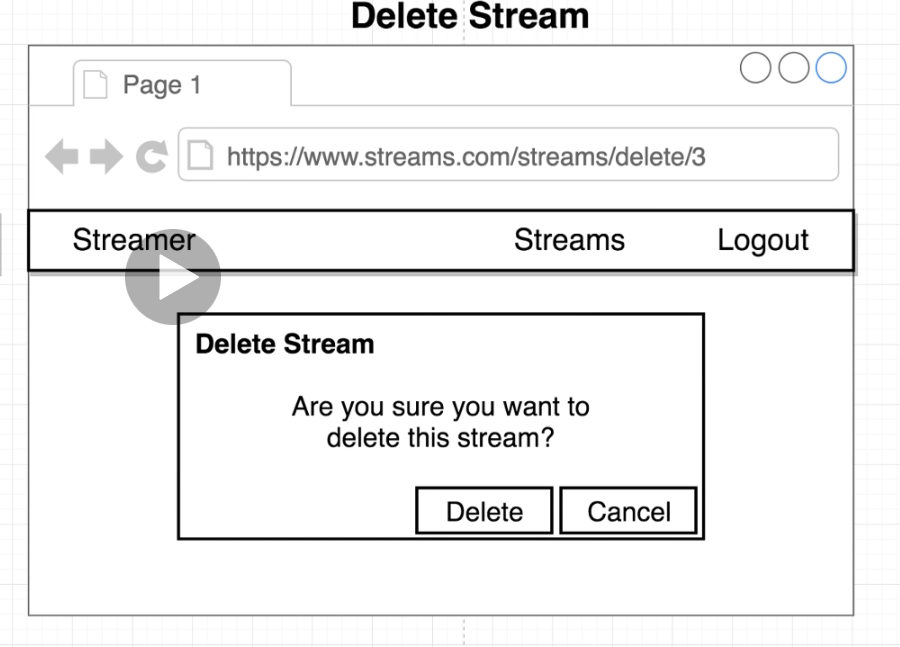 Delete Stream
Page 1
https://www.streams.com/streams/delete/3
Streamer Streams Logout
Delete Stream
Are you sure you want to
delete this stream?
Delete Cancel